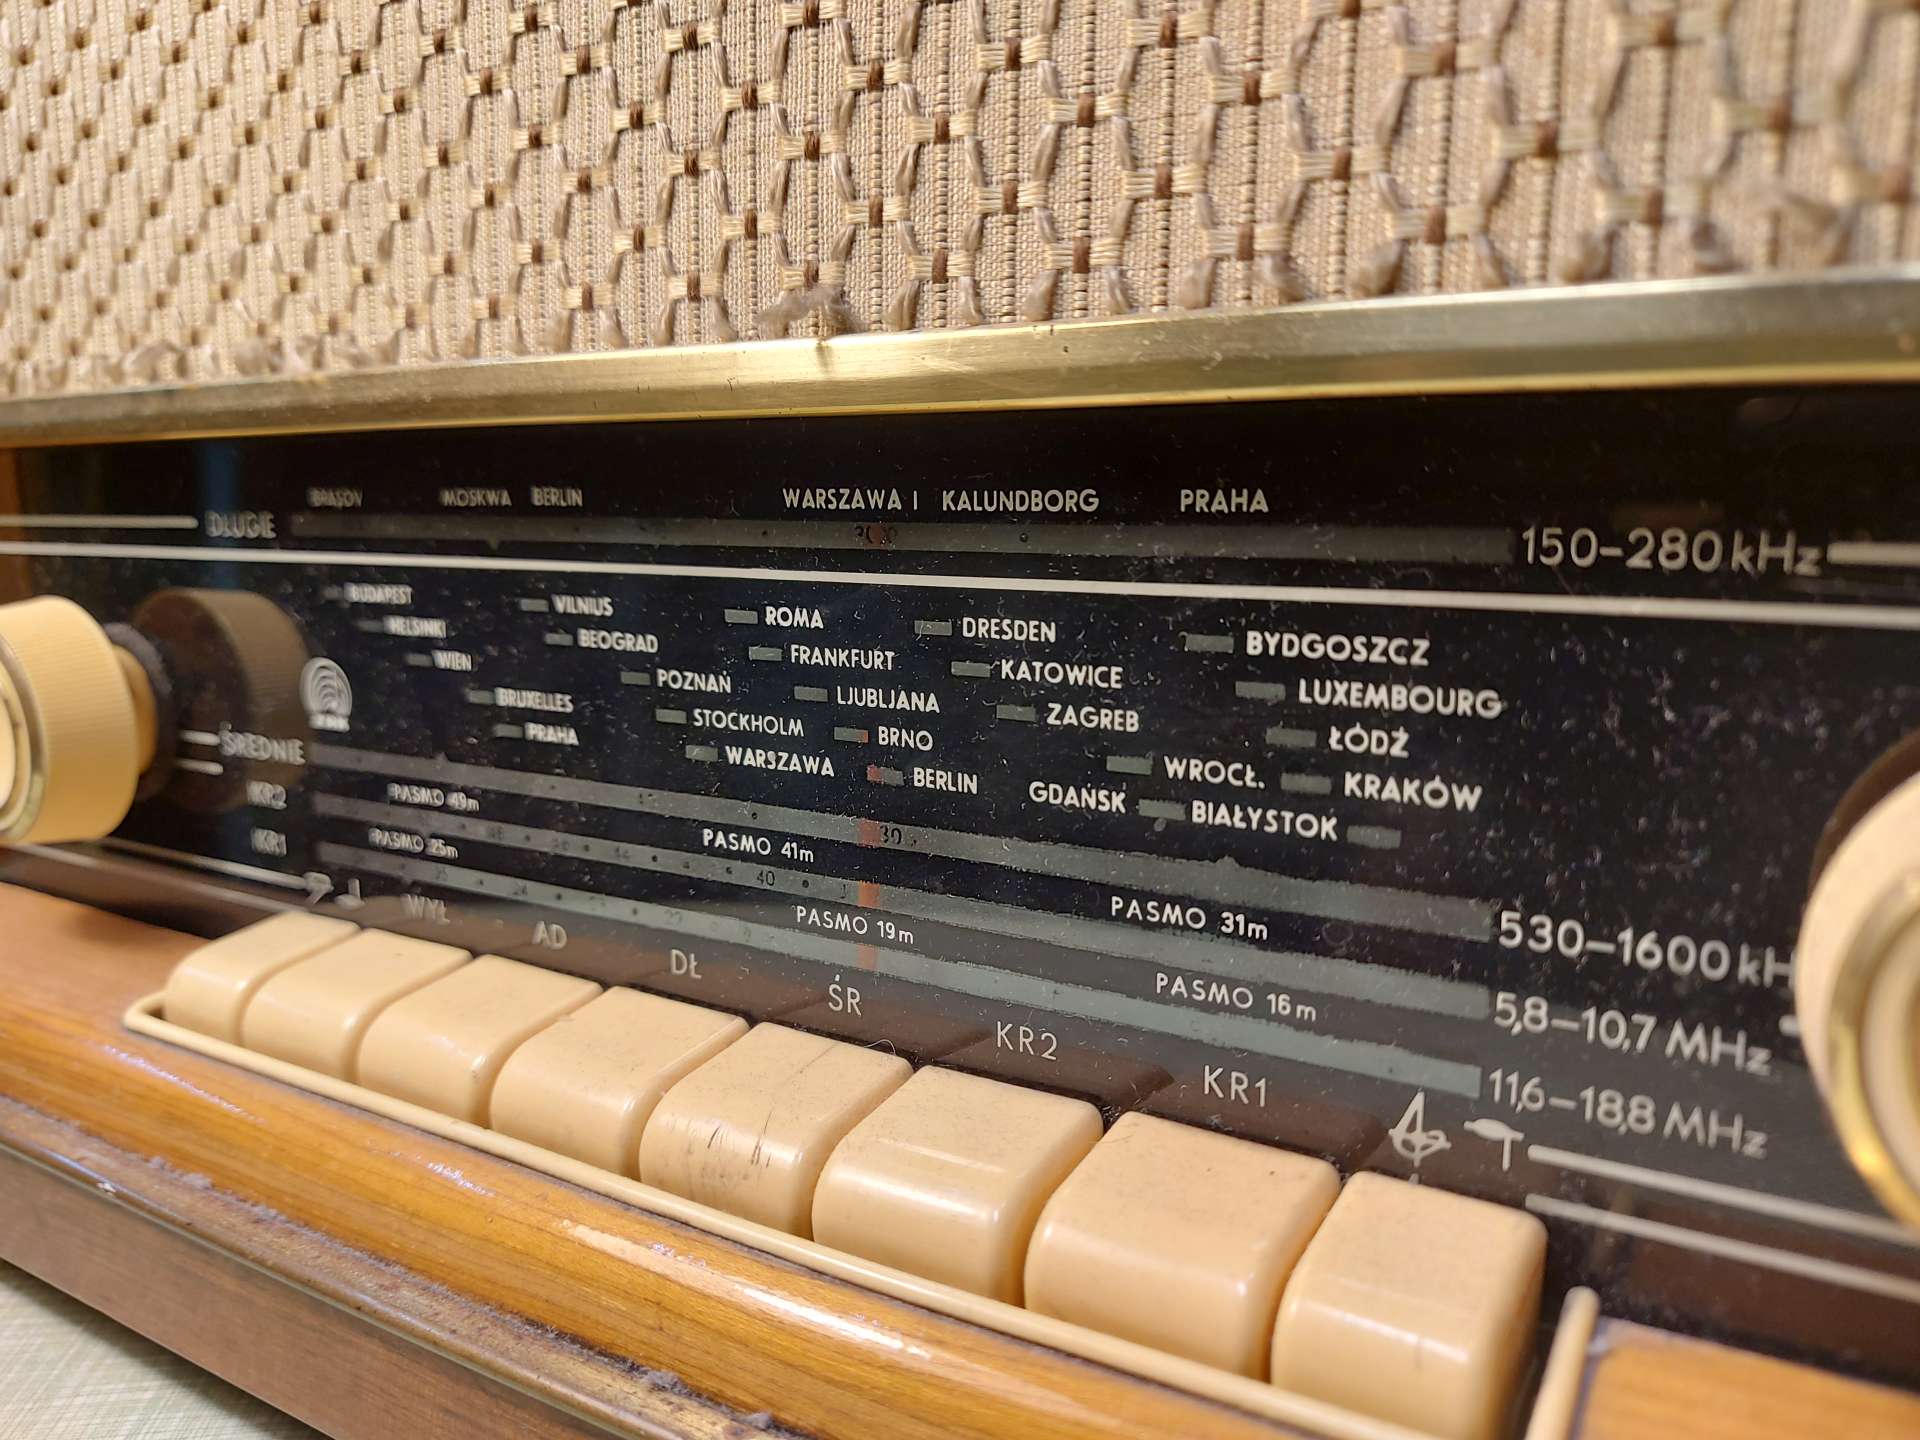 BRAŞOV MOSKWA BERLIN WARSZAWA I KALUNDBORG PRAHA
DŁUGIE 150-280 kHz
BUDAPEST VILNIUS ROMA DRESDEN BYDGOSZCZ
HELSINKI BEOGRAD FRANKFURT KATOWICE LUXEMBOURG
WIEN POZNAŃ LJUBLJANA ZAGREB ŁÓDŹ
BRUXELLES STOCKHOLM BRNO WROCŁ. KRAKÓW
PRAHA WARSZAWA BERLIN GDAŃSK BIAŁYSTOK
ŚREDNIE 30 530-1600 kH
KR2 PASMO 49m PASMO 41m 40 PASMO 31m 5,8-10,7 MHz
KR1 PASMO 25m PASMO 19m PASMO 16m 11,6-18,8 MHz
WYŁ AD DŁ ŚR KR2 KR1